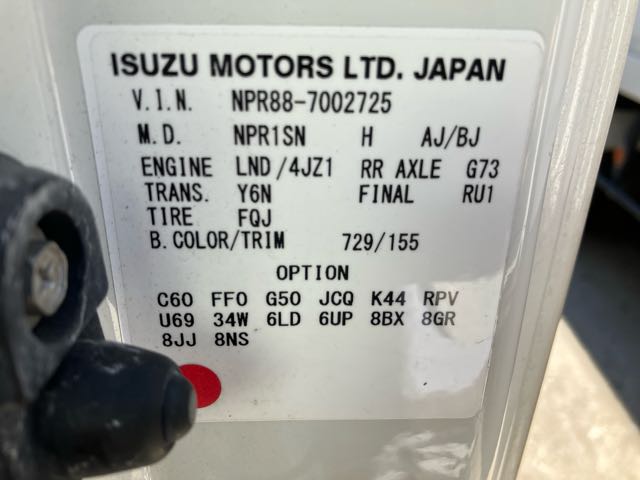 ISUZU MOTORS LTD. JAPAN
V.I.N. NPR88-7002725
M.D. NPR1SN H AJ/BJ
ENGINE LND/4JZ1 RR AXLE G73
TRANS. Y6N FINAL RU1
TIRE FQJ
B.COLOR/TRIM 729/155
OPTION
C60 FF0 G50 JCQ K44 RPV
U69 34W 6LD 6UP 8BX 8GR
8JJ 8NS